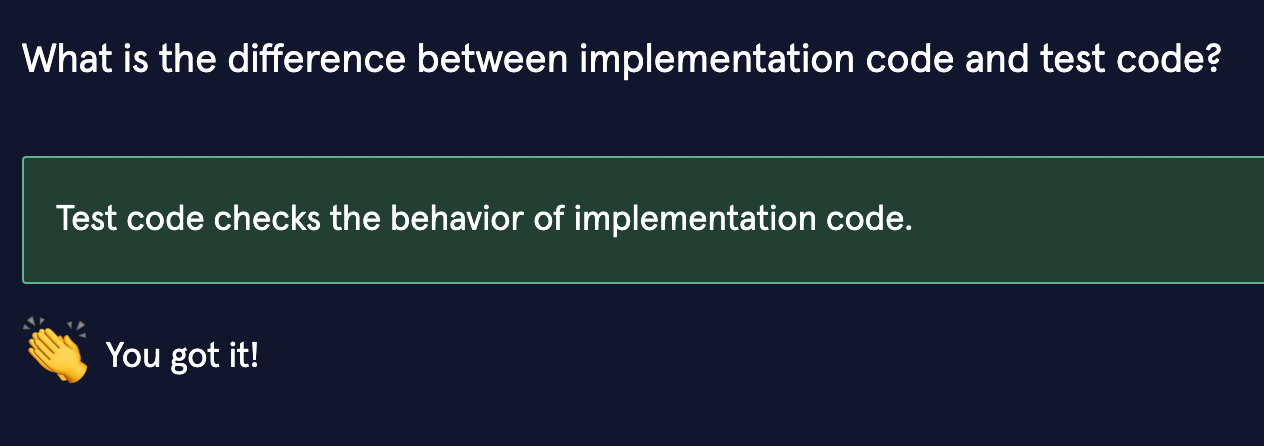 What is the difference between implementation code and test code?
Test code checks the behavior of implementation code.
You got it!